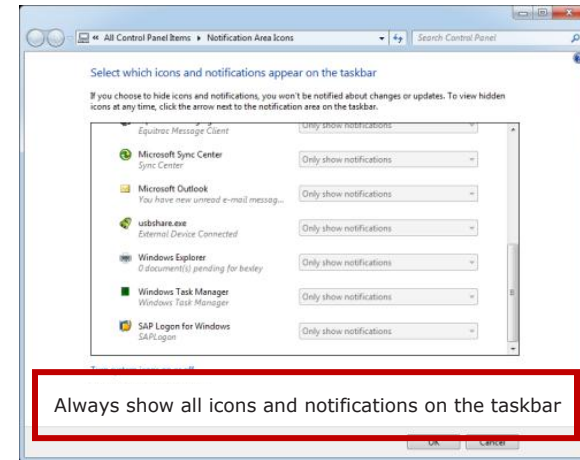 « All Control Panel Items ▸ Notification Area Icons
Search Control Panel
Select which icons and notifications appear on the taskbar
If you choose to hide icons and notifications, you won't be notified about changes or updates. To view hidden
icons at any time, click the arrow next to the notification area on the taskbar.
Equitrac Message Client
Only show notifications
Microsoft Sync Center
Sync Center
Only show notifications
Microsoft Outlook
You have new unread e-mail messag...
Only show notifications
usbshare.exe
External Device Connected
Only show notifications
Windows Explorer
0 document(s) pending for bexley
Only show notifications
Windows Task Manager
Windows Task Manager
Only show notifications
SAP Logon for Windows
SAPLogon
Only show notifications
Always show all icons and notifications on the taskbar
OK
Cancel